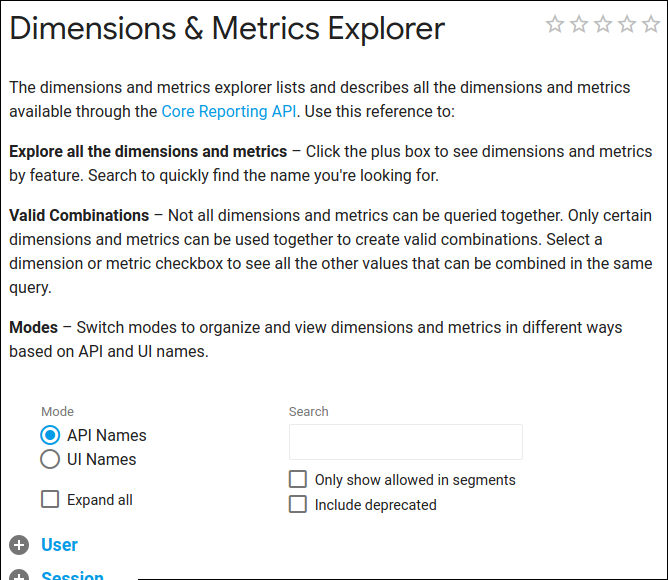 Dimensions & Metrics Explorer
The dimensions and metrics explorer lists and describes all the dimensions and metrics
available through the Core Reporting API. Use this reference to:
Explore all the dimensions and metrics – Click the plus box to see dimensions and metrics
by feature. Search to quickly find the name you're looking for.
Valid Combinations – Not all dimensions and metrics can be queried together. Only certain
dimensions and metrics can be used together to create valid combinations. Select a
dimension or metric checkbox to see all the other values that can be combined in the same
query.
Modes – Switch modes to organize and view dimensions and metrics in different ways
based on API and UI names.
Mode
API Names
UI Names
Expand all
Search
Only show allowed in segments
Include deprecated
User
Session